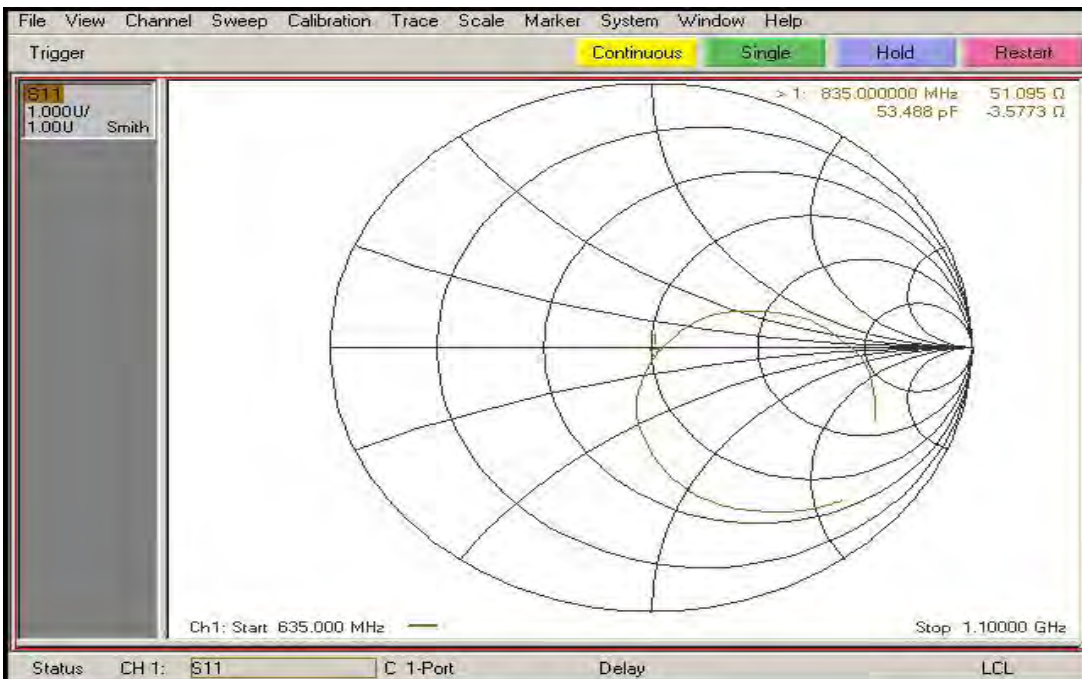 File View Channel Sweep Calibration Trace Scale Marker System Window Help
Trigger Continuous Single Hold Restart
S11
1.000U/
1.00U Smith
> 1: 835.000000 MHz 51.095 Ω
53.488 pF -3.5773 Ω
Ch1: Start 635.000 MHz
Stop 1.10000 GHz
Status CH 1: S11 C 1-Port Delay LCL